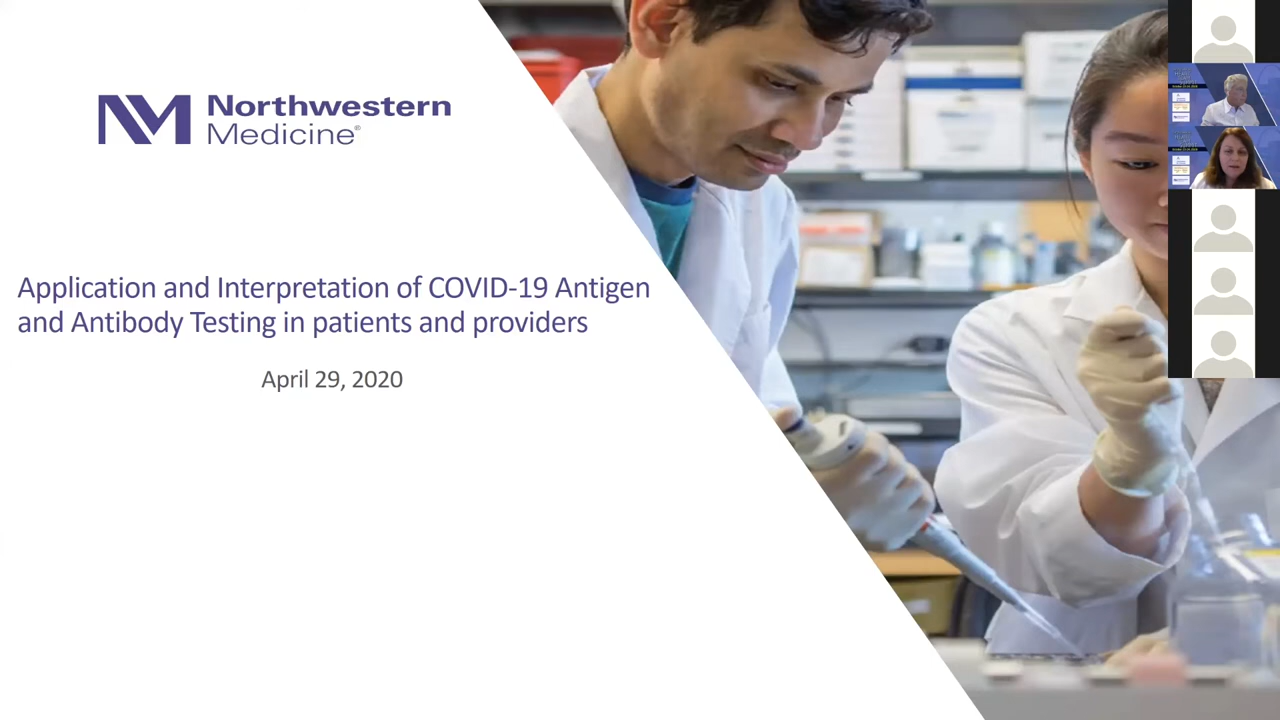 Northwestern
Medicine®
Application and Interpretation of COVID-19 Antigen
and Antibody Testing in patients and providers
April 29, 2020